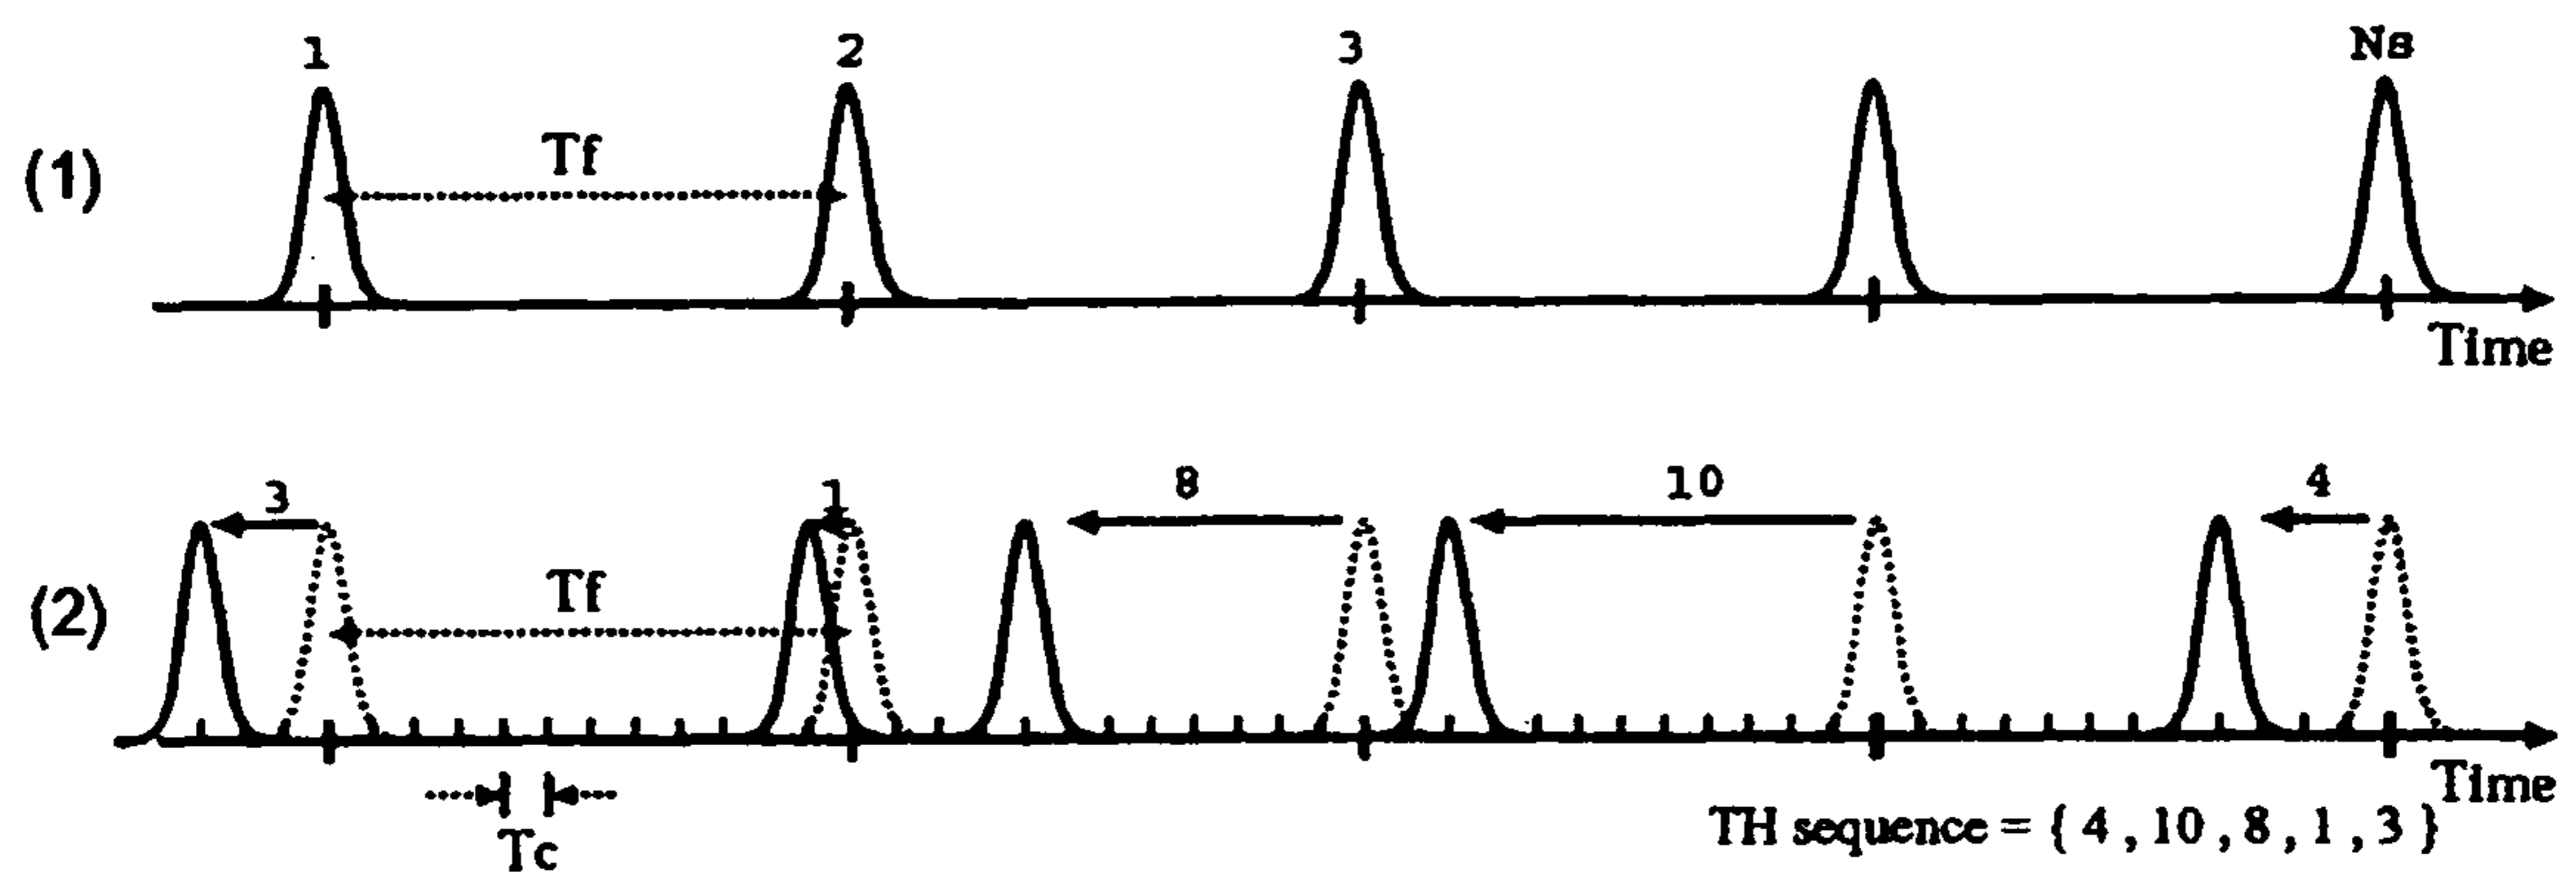 1 2 3 Ns
Tf
(1)
Time
3 1 8 10 4
Tf
(2)
Time
Tc
TH sequence = { 4 , 10 , 8 , 1 , 3 }